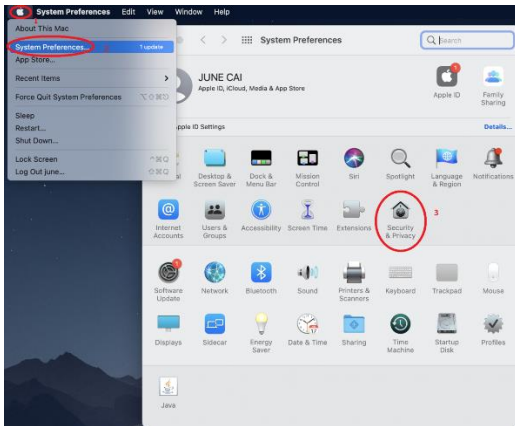 System Preferences Edit View Window Help
1
About This Mac
System Preferences... 1 update
App Store...
Recent Items
Force Quit System Preferences
Sleep
Restart...
Shut Down...
Lock Screen
Log Out june...
System Preferences
Search
JUNE CAI
Apple ID, iCloud, Media & App Store
1
Apple ID
Family
Sharing
Apple ID Settings
Details...
Desktop &
Screen Saver
Dock &
Menu Bar
Mission
Control
Siri
Spotlight
Language
& Region
Notifications
Internet
Accounts
Users &
Groups
Accessibility
Screen Time
Extensions
Security
& Privacy
3
Software
Update
Network
Bluetooth
Sound
Printers &
Scanners
Keyboard
Trackpad
Mouse
Displays
Sidecar
Energy
Saver
Date & Time
Sharing
Time
Machine
Startup
Disk
Profiles
Java